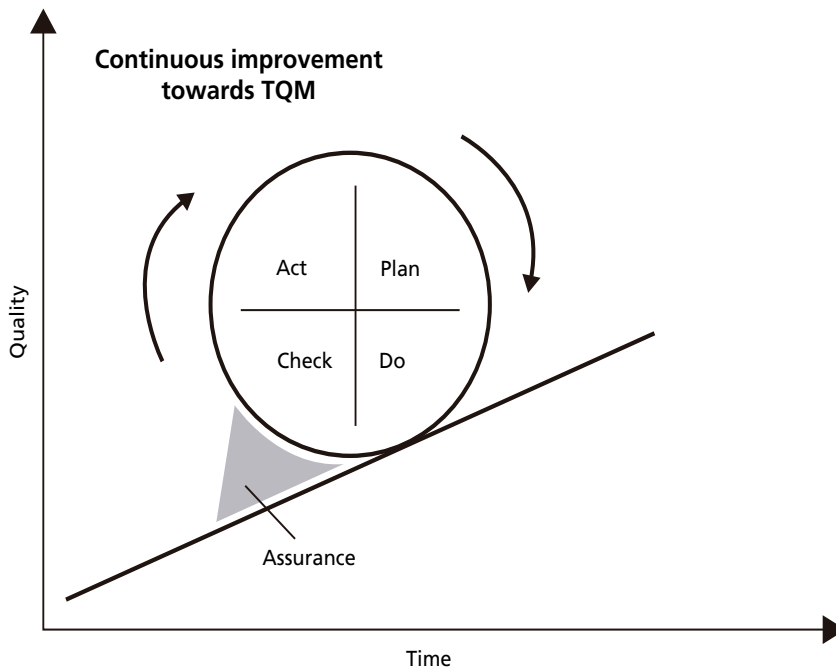 Continuous improvement
towards TQM
Act
Plan
Check
Do
Quality
Assurance
Time